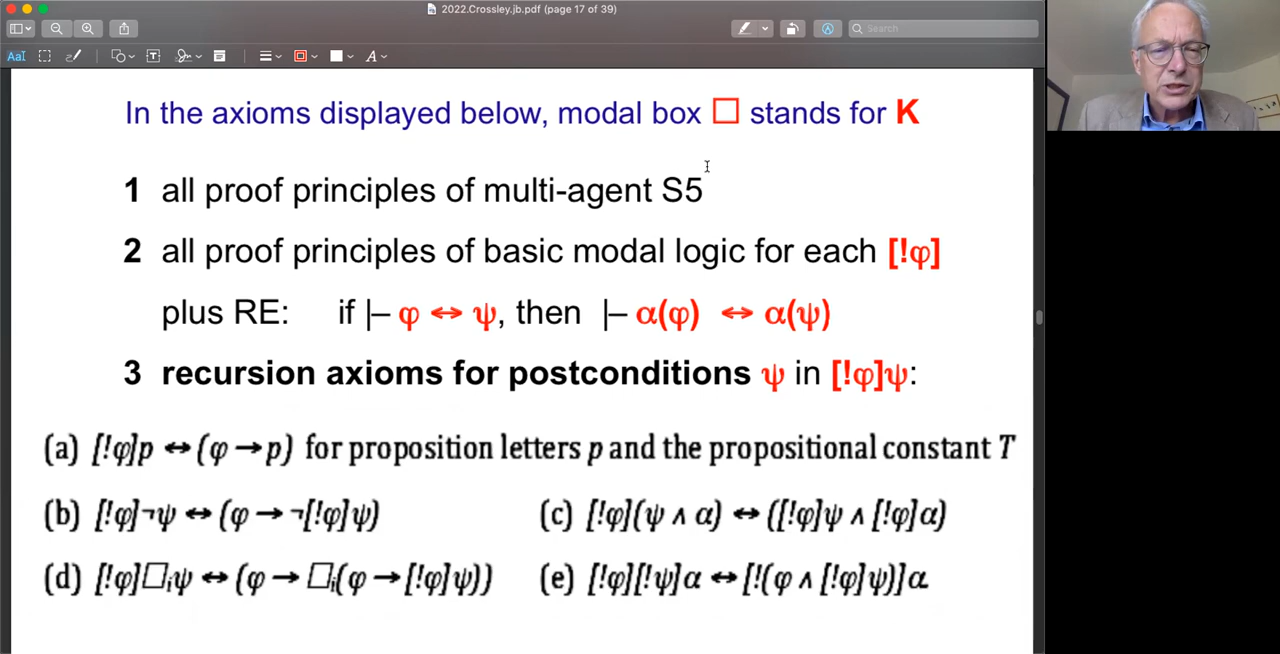 2022.Crossley.jb.pdf (page 17 of 39)
Search
AaI
T
A
In the axioms displayed below, modal box □ stands for K
1 all proof principles of multi-agent S5
2 all proof principles of basic modal logic for each [!φ]
plus RE: if |– φ ↔ ψ, then |– α(φ) ↔ α(ψ)
3 recursion axioms for postconditions ψ in [!φ]ψ:
(a) [!φ]p ↔ (φ → p) for proposition letters p and the propositional constant T
(b) [!φ]¬ψ ↔ (φ → ¬[!φ]ψ) (c) [!φ](ψ ∧ α) ↔ ([!φ]ψ ∧ [!φ]α)
(d) [!φ]□ᵢψ ↔ (φ → □ᵢ(φ → [!φ]ψ)) (e) [!φ][!ψ]α ↔ [!(φ ∧ [!φ]ψ)]α